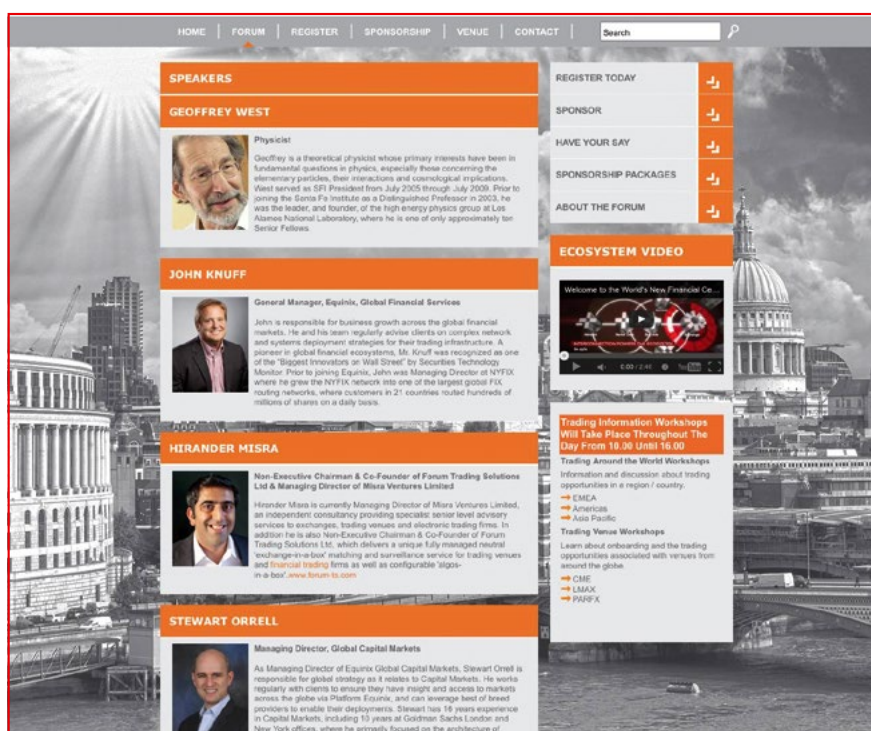 HOME
FORUM
REGISTER
SPONSORSHIP
VENUE
CONTACT
Search
SPEAKERS
GEOFFREY WEST
Physicist
Geoffrey is a theoretical physicist whose primary interests have been in
fundamental questions in physics, especially those concerning the
elementary particles, their interactions and cosmological implications.
West served as SFI President from July 2005 through July 2009. Prior to
joining the Santa Fe Institute as a Distinguished Professor in 2003, he
was the leader, and founder, of the high energy physics group at Los
Alamos National Laboratory, where he is one of only approximately ten
Senior Fellows.
JOHN KNUFF
General Manager, Equinix, Global Financial Services
John is responsible for business growth across the global financial
markets. He and his team regularly advise clients on complex network
and systems deployment strategies for their trading infrastructure. A
pioneer in global financial ecosystems, Mr. Knuff was recognized as one
of the "Biggest Innovators on Wall Street" by Securities Technology
Monitor. Prior to joining Equinix, John was Managing Director at NYFIX
where he grew the NYFIX network into one of the largest global FIX
routing networks, where customers in 21 countries routed hundreds of
millions of shares on a daily basis.
HIRANDER MISRA
Non-Executive Chairman & Co-Founder of Forum Trading Solutions
Ltd & Managing Director of Misra Ventures Limited
Hirander Misra is currently Managing Director of Misra Ventures Limited,
an independent consultancy providing specialist senior level advisory
services to exchanges, trading venues and electronic trading firms. In
addition he is also Non-Executive Chairman & Co-Founder of Forum
Trading Solutions Ltd, which delivers a unique fully managed neutral
'exchange-in-a-box' matching and surveillance service for trading venues
and financial trading firms as well as configurable 'algos-
in-a-box'.www.forum-ts.com
STEWART ORRELL
Managing Director, Global Capital Markets
As Managing Director of Equinix Global Capital Markets, Stewart Orrell is
responsible for global strategy as it relates to Capital Markets. He works
regularly with clients to ensure they have insight and access to markets
across the globe via Platform Equinix, and can leverage best of breed
providers to enable their deployments. Stewart has 16 years experience
in Capital Markets, including 10 years at Goldman Sachs London and
New York offices, where he primarily focused on the architecture of
REGISTER TODAY
SPONSOR
HAVE YOUR SAY
SPONSORSHIP PACKAGES
ABOUT THE FORUM
ECOSYSTEM VIDEO
Welcome to the World's New Financial Ce...
0:00 / 2:46
YouTube
Trading Information Workshops
Will Take Place Throughout The
Day From 10.00 Until 16.00
Trading Around the World Workshops
Information and discussion about trading
opportunities in a region / country.
EMEA
Americas
Asia Pacific
Trading Venue Workshops
Learn about onboarding and the trading
opportunities associated with venues from
around the globe.
CME
LMAX
PARFX